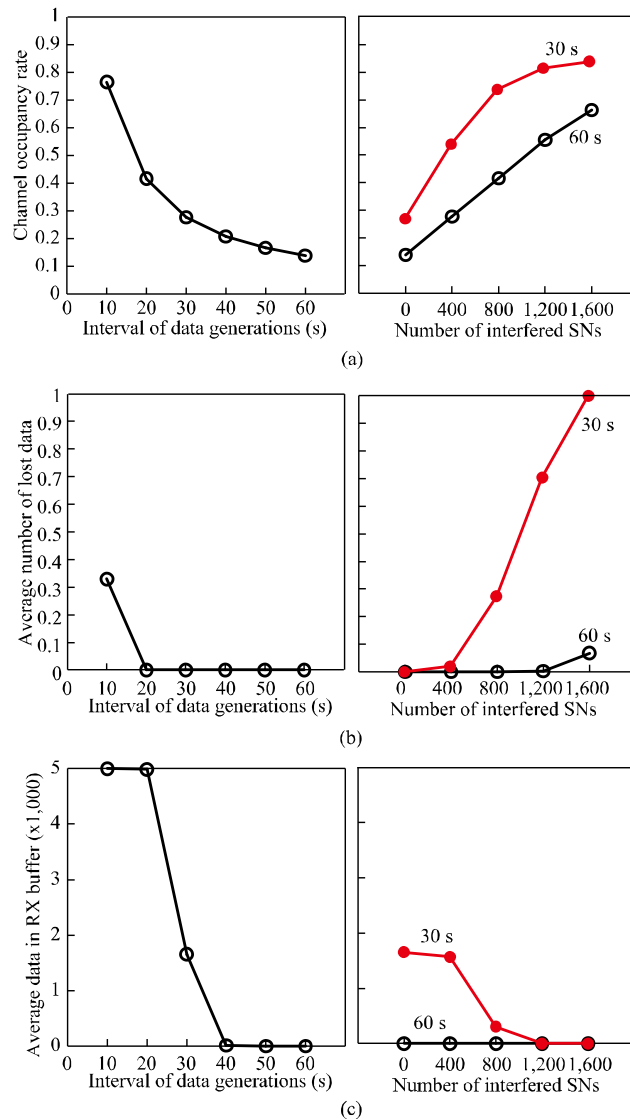 1
0.9
0.8
0.7
0.6
0.5
0.4
0.3
0.2
0.1
0
Channel occupancy rate
0 10 20 30 40 50 60
Interval of data generations (s)
30 s
60 s
0 400 800 1,200 1,600
Number of interfered SNs
(a)
1
0.9
0.8
0.7
0.6
0.5
0.4
0.3
0.2
0.1
0
Average number of lost data
0 10 20 30 40 50 60
Interval of data generations (s)
30 s
60 s
0 400 800 1,200 1,600
Number of interfered SNs
(b)
5
4
3
2
1
0
Average data in RX buffer (x1,000)
0 10 20 30 40 50 60
Interval of data generations (s)
30 s
60 s
0 400 800 1,200 1,600
Number of interfered SNs
(c)